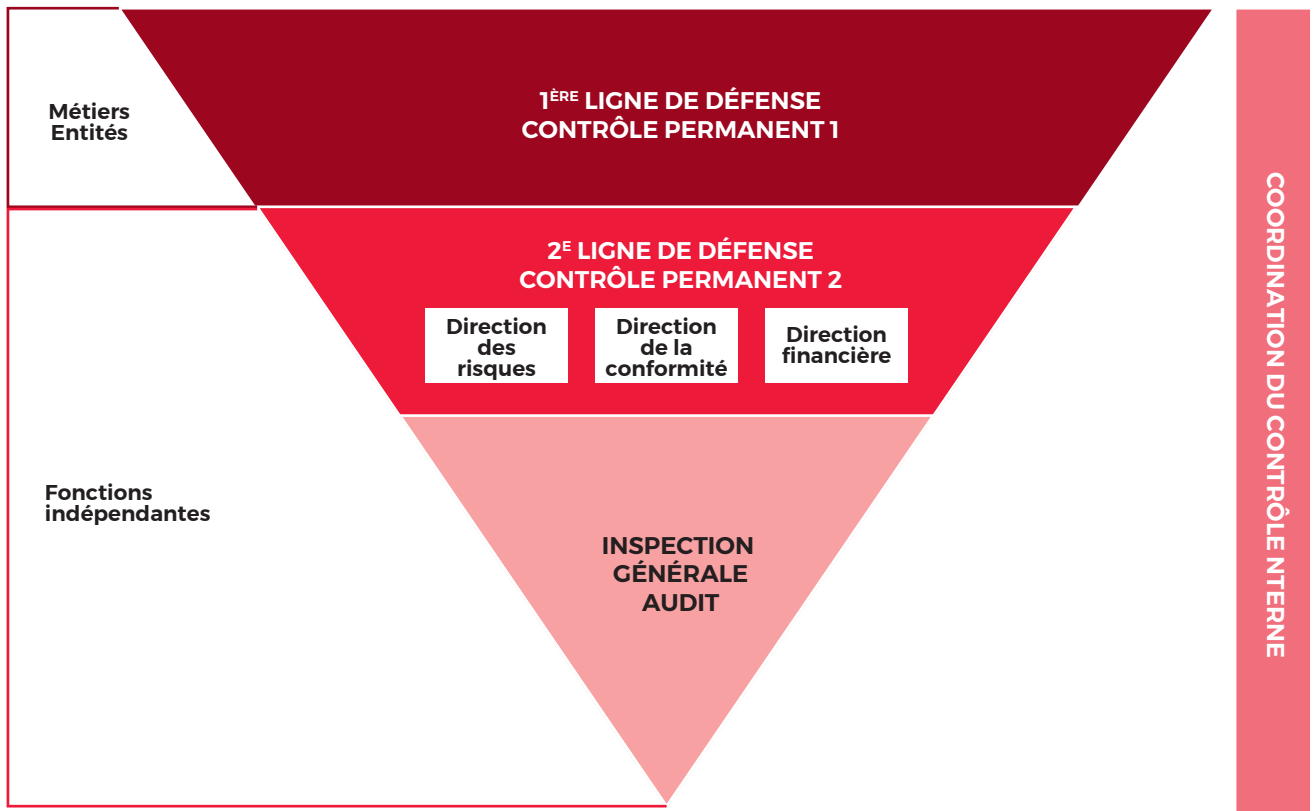 Métiers
Entités
1ÈRE LIGNE DE DÉFENSE
CONTRÔLE PERMANENT 1
2E LIGNE DE DÉFENSE
CONTRÔLE PERMANENT 2
Direction
des
risques
Direction
de la
conformité
Direction
financière
Fonctions
indépendantes
INSPECTION
GÉNÉRALE
AUDIT
COORDINATION DU CONTRÔLE NTERNE